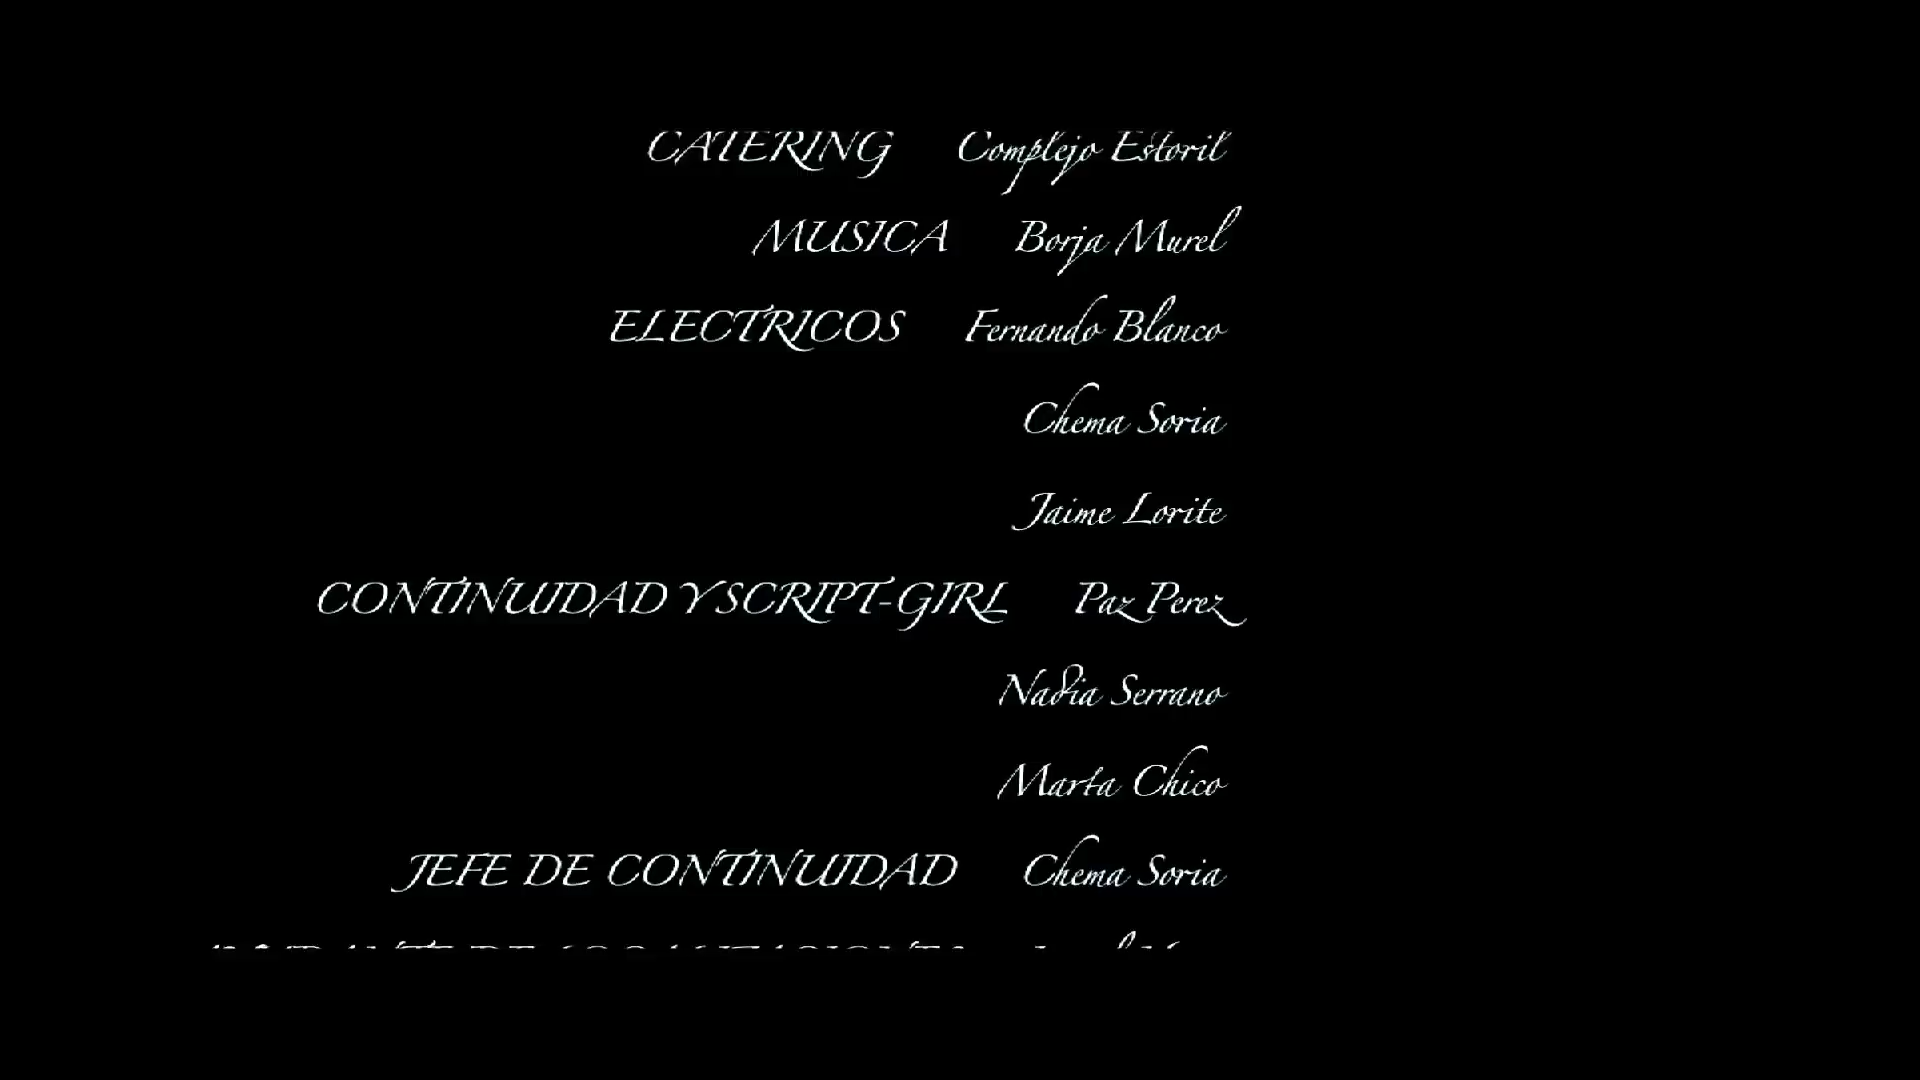 CATERING Complejo Estoril
MUSICA Borja Murel
ELECTRICOS Fernando Blanco
Chema Soria
Jaime Lorite
CONTINUIDAD Y SCRIPT-GIRL Paz Perez
Nadia Serrano
Marta Chico
JEFE DE CONTINUIDAD Chema Soria